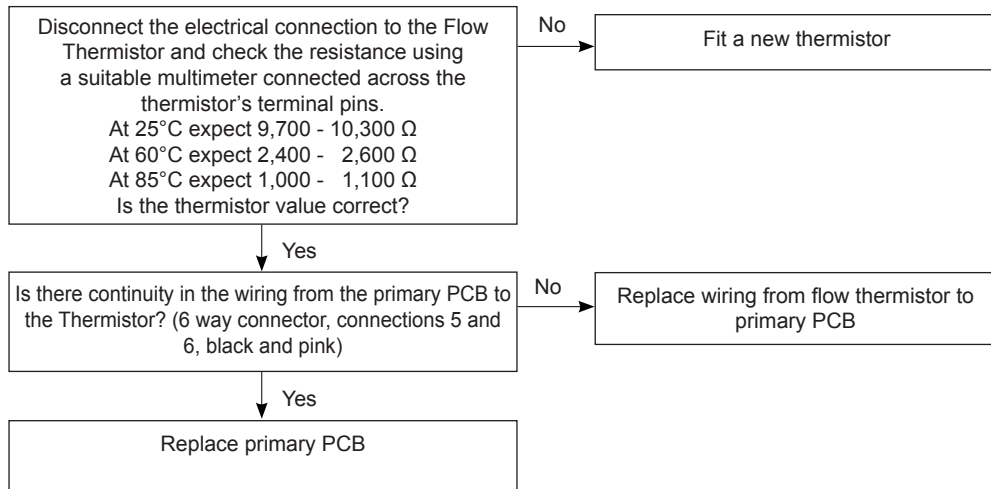 Disconnect the electrical connection to the Flow
Thermistor and check the resistance using
a suitable multimeter connected across the
thermistor's terminal pins.
At 25°C expect 9,700 - 10,300 Ω
At 60°C expect 2,400 - 2,600 Ω
At 85°C expect 1,000 - 1,100 Ω
Is the thermistor value correct?
No
Fit a new thermistor
Yes
Is there continuity in the wiring from the primary PCB to
the Thermistor? (6 way connector, connections 5 and
6, black and pink)
No
Replace wiring from flow thermistor to
primary PCB
Yes
Replace primary PCB